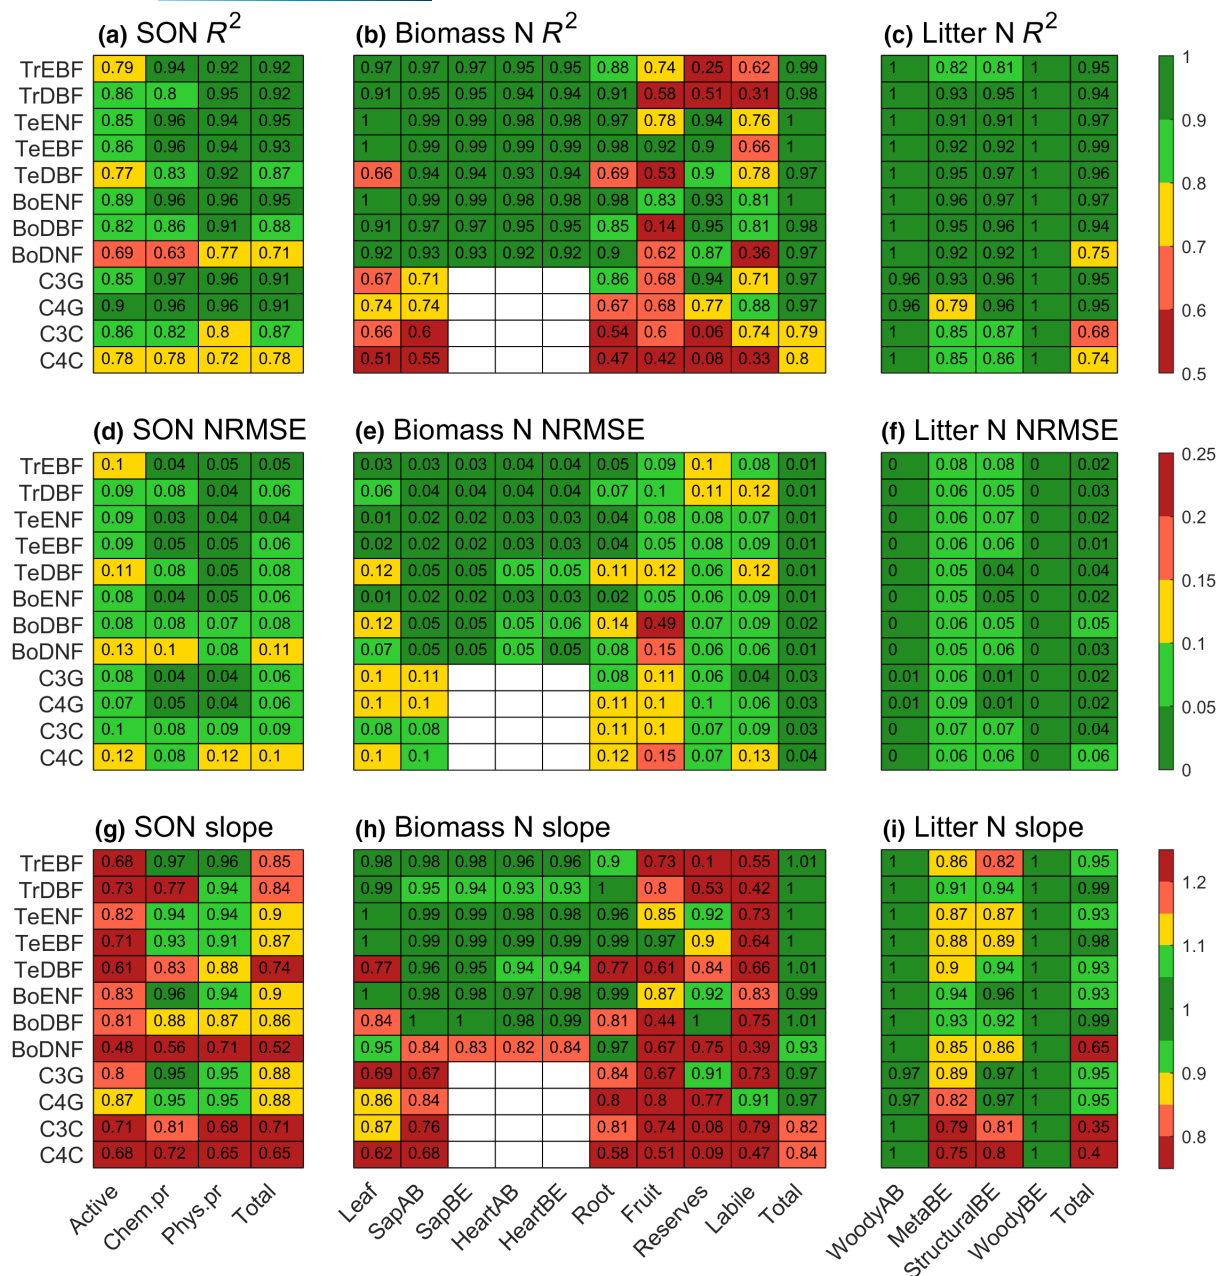 (a) SON R² (b) Biomass N R² (c) Litter N R²
TrEBF 0.79 0.94 0.92 0.92 0.97 0.97 0.97 0.95 0.95 0.88 0.74 0.25 0.62 0.99 1 0.82 0.81 1 0.95 1
TrDBF 0.86 0.8 0.95 0.92 0.91 0.95 0.95 0.94 0.94 0.91 0.58 0.51 0.31 0.98 1 0.93 0.95 1 0.94
TeENF 0.85 0.96 0.94 0.95 1 0.99 0.99 0.98 0.98 0.97 0.78 0.94 0.76 1 1 0.91 0.91 1 0.97 0.9
TeEBF 0.86 0.96 0.94 0.93 1 0.99 0.99 0.99 0.99 0.98 0.92 0.9 0.66 1 1 0.92 0.92 1 0.99
TeDBF 0.77 0.83 0.92 0.87 0.66 0.94 0.94 0.93 0.94 0.69 0.53 0.9 0.78 0.97 1 0.95 0.97 1 0.96 0.8
BoENF 0.89 0.96 0.96 0.95 1 0.99 0.99 0.98 0.98 0.98 0.83 0.93 0.81 1 1 0.96 0.96 1 0.97
BoDBF 0.82 0.86 0.91 0.88 0.91 0.97 0.97 0.95 0.95 0.85 0.14 0.95 0.81 0.98 1 0.95 0.96 1 0.94 0.7
BoDNF 0.69 0.63 0.77 0.71 0.92 0.93 0.93 0.92 0.92 0.9 0.62 0.87 0.36 0.97 1 0.92 0.92 1 0.75
C3G 0.85 0.97 0.96 0.91 0.67 0.71 0.86 0.68 0.94 0.71 0.97 0.96 0.93 0.96 1 0.95
C4G 0.9 0.96 0.96 0.91 0.74 0.74 0.67 0.68 0.77 0.88 0.97 0.96 0.79 0.96 1 0.95 0.6
C3C 0.86 0.82 0.8 0.87 0.66 0.6 0.54 0.6 0.06 0.74 0.79 1 0.85 0.87 1 0.68
C4C 0.78 0.78 0.72 0.78 0.51 0.55 0.47 0.42 0.08 0.33 0.8 1 0.85 0.86 1 0.74 0.5
(d) SON NRMSE (e) Biomass N NRMSE (f) Litter N NRMSE
TrEBF 0.1 0.04 0.05 0.05 0.03 0.03 0.03 0.04 0.04 0.05 0.09 0.1 0.08 0.01 0 0.08 0.08 0 0.02 0.25
TrDBF 0.09 0.08 0.04 0.06 0.06 0.04 0.04 0.04 0.04 0.07 0.1 0.11 0.12 0.01 0 0.06 0.05 0 0.03
TeENF 0.09 0.03 0.04 0.04 0.01 0.02 0.02 0.03 0.03 0.04 0.08 0.08 0.07 0.01 0 0.06 0.07 0 0.02 0.2
TeEBF 0.09 0.05 0.05 0.06 0.02 0.02 0.02 0.03 0.03 0.04 0.05 0.08 0.09 0.01 0 0.06 0.06 0 0.01
TeDBF 0.11 0.08 0.05 0.08 0.12 0.05 0.05 0.05 0.05 0.11 0.12 0.06 0.12 0.01 0 0.05 0.04 0 0.04 0.15
BoENF 0.08 0.04 0.05 0.06 0.01 0.02 0.02 0.03 0.03 0.02 0.05 0.06 0.09 0.01 0 0.05 0.05 0 0.02
BoDBF 0.08 0.08 0.07 0.08 0.12 0.05 0.05 0.05 0.06 0.14 0.49 0.07 0.09 0.02 0 0.05 0.05 0 0.05 0.1
BoDNF 0.13 0.1 0.08 0.11 0.07 0.05 0.05 0.05 0.05 0.08 0.15 0.06 0.06 0.01 0 0.05 0.06 0 0.03
C3G 0.08 0.04 0.04 0.06 0.1 0.11 0.08 0.11 0.06 0.04 0.03 0.01 0.06 0.01 0 0.02
C4G 0.07 0.05 0.04 0.06 0.1 0.1 0.11 0.1 0.1 0.06 0.03 0.01 0.09 0.01 0 0.02 0.05
C3C 0.1 0.08 0.09 0.09 0.08 0.08 0.11 0.1 0.07 0.09 0.03 0 0.07 0.07 0 0.04
C4C 0.12 0.08 0.12 0.1 0.1 0.1 0.12 0.15 0.07 0.13 0.04 0 0.06 0.06 0 0.06 0
(g) SON slope (h) Biomass N slope (i) Litter N slope
TrEBF 0.68 0.97 0.96 0.85 0.98 0.98 0.98 0.96 0.96 0.9 0.73 0.1 0.55 1.01 1 0.86 0.82 1 0.95
TrDBF 0.73 0.77 0.94 0.84 0.99 0.95 0.94 0.93 0.93 1 0.8 0.53 0.42 1 1 0.91 0.94 1 0.99 1.2
TeENF 0.82 0.94 0.94 0.9 1 0.99 0.99 0.98 0.98 0.96 0.85 0.92 0.73 1 1 0.87 0.87 1 0.93
TeEBF 0.71 0.93 0.91 0.87 1 0.99 0.99 0.99 0.99 0.99 0.97 0.9 0.64 1 1 0.88 0.89 1 0.98 1.1
TeDBF 0.61 0.83 0.88 0.74 0.77 0.96 0.95 0.94 0.94 0.77 0.61 0.84 0.66 1.01 1 0.9 0.94 1 0.93
BoENF 0.83 0.96 0.94 0.9 1 0.98 0.98 0.97 0.98 0.99 0.87 0.92 0.83 0.99 1 0.94 0.96 1 0.93 1
BoDBF 0.81 0.88 0.87 0.86 0.84 1 1 0.98 0.99 0.81 0.44 1 0.75 1.01 1 0.93 0.92 1 0.99
BoDNF 0.48 0.56 0.71 0.52 0.95 0.84 0.83 0.82 0.84 0.97 0.67 0.75 0.39 0.93 1 0.85 0.86 1 0.65
C3G 0.8 0.95 0.95 0.88 0.69 0.67 0.84 0.67 0.91 0.73 0.97 0.97 0.89 0.97 1 0.95 0.9
C4G 0.87 0.95 0.95 0.88 0.86 0.84 0.8 0.8 0.77 0.91 0.97 0.97 0.82 0.97 1 0.95
C3C 0.71 0.81 0.68 0.71 0.87 0.76 0.81 0.74 0.08 0.79 0.82 1 0.79 0.81 1 0.35 0.8
C4C 0.68 0.72 0.65 0.65 0.62 0.68 0.58 0.51 0.09 0.47 0.84 1 0.75 0.8 1 0.4
Active Chem.pr Phys.pr Total Leaf SapAB SapBE HeartAB HeartBE Root Fruit Reserves Labile Total WoodyAB MetaBE StructuralBE WoodyBE Total